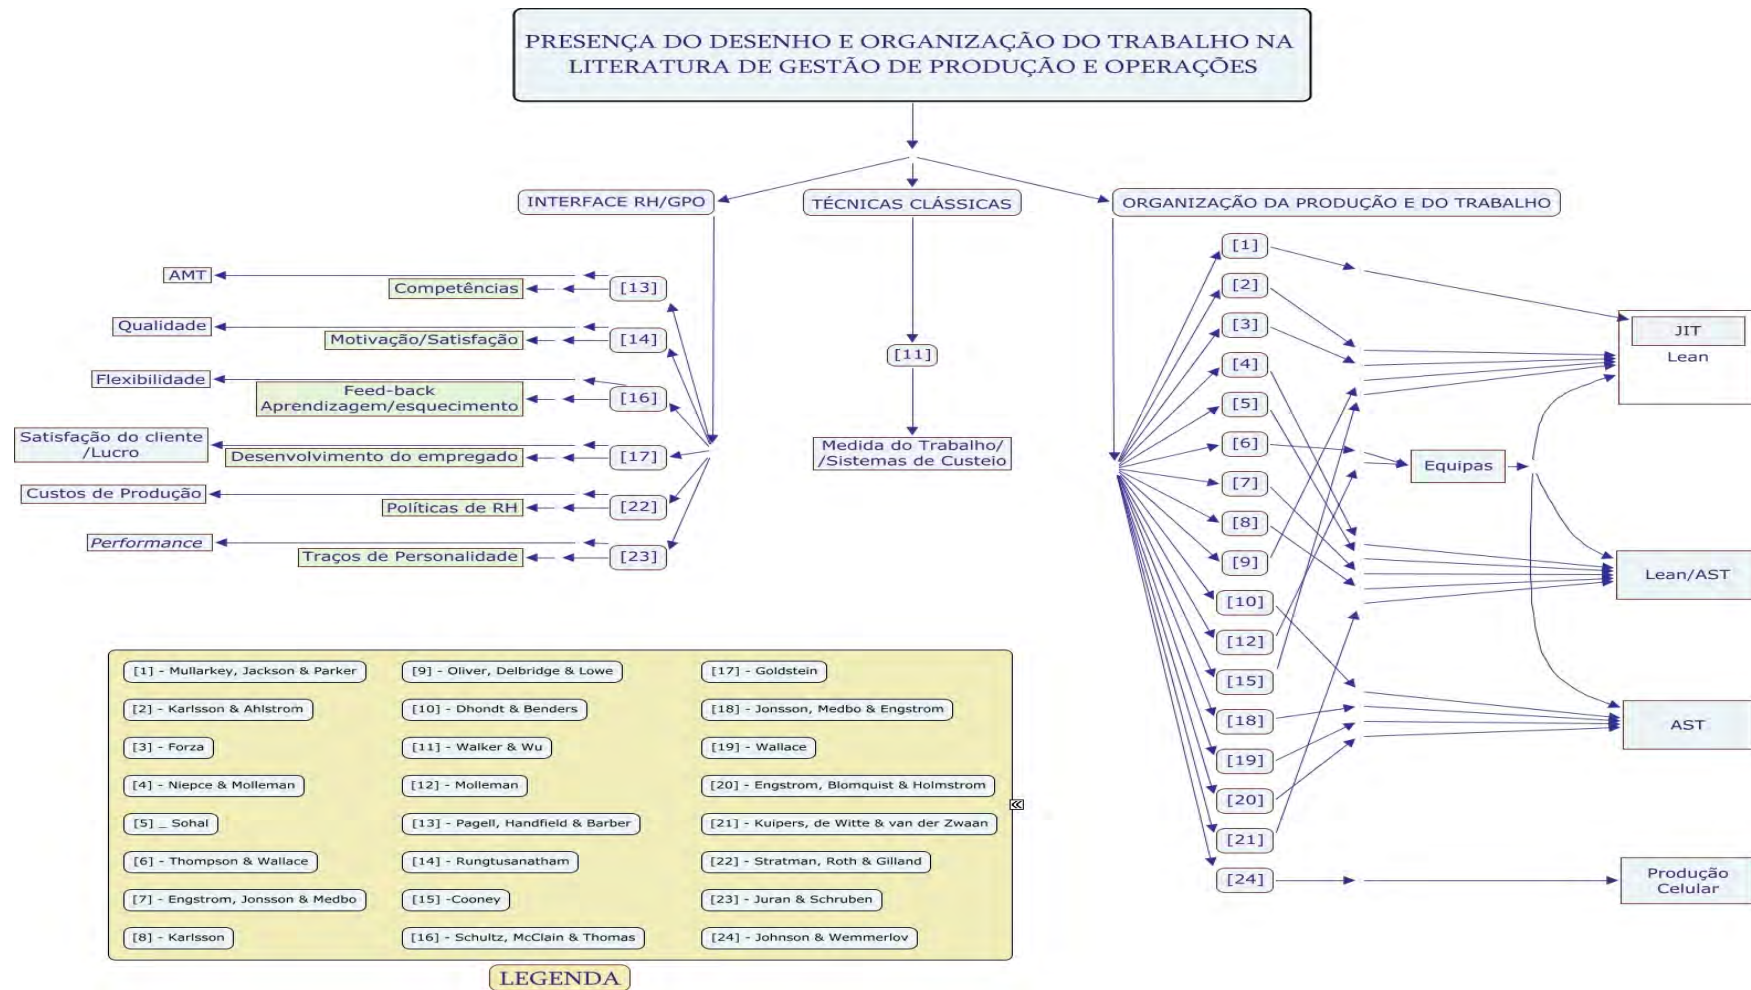 PRESENÇA DO DESENHO E ORGANIZAÇÃO DO TRABALHO NA
LITERATURA DE GESTÃO DE PRODUÇÃO E OPERAÇÕES
INTERFACE RH/GPO
TÉCNICAS CLÁSSICAS
ORGANIZAÇÃO DA PRODUÇÃO E DO TRABALHO
AMT
Competências
[13]
Qualidade
Motivação/Satisfação
[14]
Flexibilidade
Feed-back
Aprendizagem/esquecimento
[16]
Satisfação do cliente
/Lucro
Desenvolvimento do empregado
[17]
Custos de Produção
Políticas de RH
[22]
Performance
Traços de Personalidade
[23]
[11]
Medida do Trabalho/
/Sistemas de Custeio
[1]
[2]
[3]
[4]
[5]
[6]
[7]
[8]
[9]
[10]
[12]
[15]
[18]
[19]
[20]
[21]
[24]
Equipas
JIT
Lean
Lean/AST
AST
Produção
Celular
[1] - Mullarkey, Jackson & Parker
[2] - Karlsson & Ahlstrom
[3] - Forza
[4] - Niepce & Molleman
[5] _ Sohal
[6] - Thompson & Wallace
[7] - Engstrom, Jonsson & Medbo
[8] - Karlsson
[9] - Oliver, Delbridge & Lowe
[10] - Dhondt & Benders
[11] - Walker & Wu
[12] - Molleman
[13] - Pagell, Handfield & Barber
[14] - Rungtusanatham
[15] -Cooney
[16] - Schultz, McClain & Thomas
[17] - Goldstein
[18] - Jonsson, Medbo & Engstrom
[19] - Wallace
[20] - Engstrom, Blomquist & Holmstrom
[21] - Kuipers, de Witte & van der Zwaan
[22] - Stratman, Roth & Gilland
[23] - Juran & Schruben
[24] - Johnson & Wemmerlov
LEGENDA